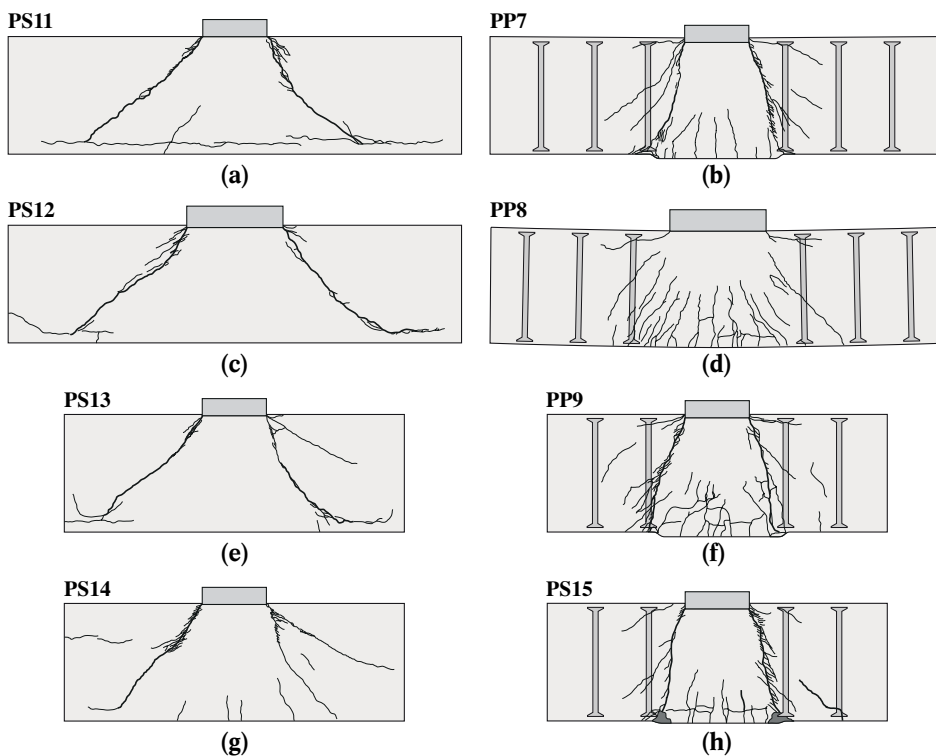 PS11
PP7
(a)
(b)
PS12
PP8
(c)
(d)
PS13
PP9
(e)
(f)
PS14
PS15
(g)
(h)